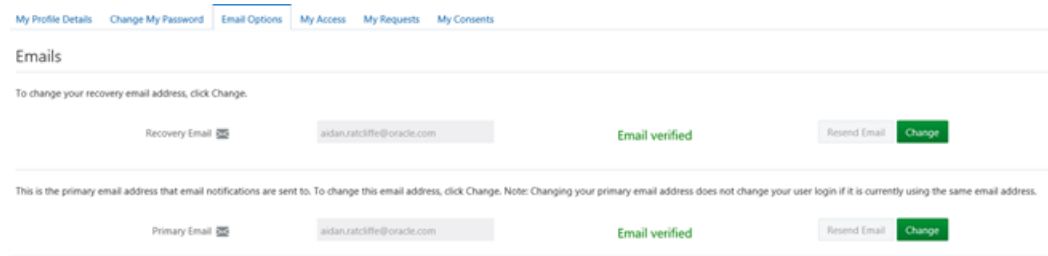 My Profile Details Change My Password Email Options My Access My Requests My Consents
Emails
To change your recovery email address, click Change.
Recovery Email aidan.ratcliffe@oracle.com Email verified Resend Email Change
This is the primary email address that email notifications are sent to. To change this email address, click Change. Note: Changing your primary email address does not change your user login if it is currently using the same email address.
Primary Email aidan.ratcliffe@oracle.com Email verified Resend Email Change